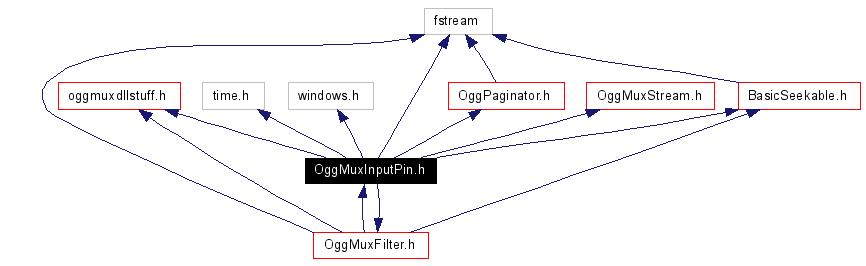 fstream
oggmuxdllstuff.h
time.h
windows.h
OggPaginator.h
OggMuxStream.h
BasicSeekable.h
OggMuxInputPin.h
OggMuxFilter.h